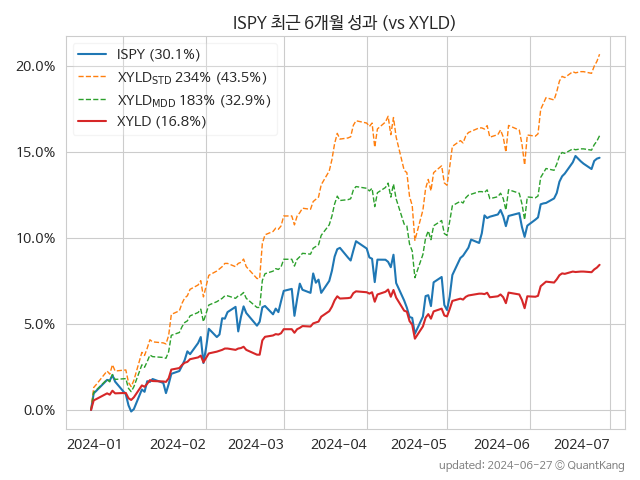 ISPY 최근 6개월 성과 (vs XYLD)
ISPY (30.1%)
XYLD_STD 234% (43.5%)
XYLD_MDD 183% (32.9%)
XYLD (16.8%)
20.0%
15.0%
10.0%
5.0%
0.0%
2024-01 2024-02 2024-03 2024-04 2024-05 2024-06 2024-07
updated: 2024-06-27 © QuantKang